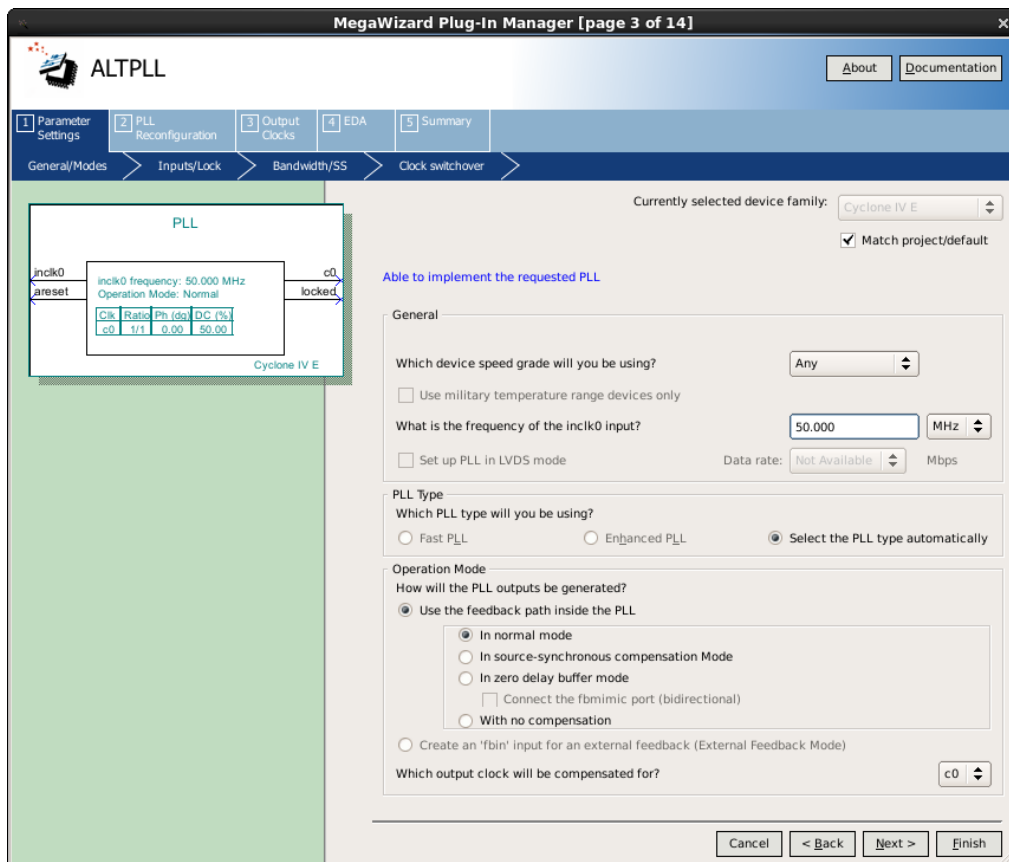 MegaWizard Plug-In Manager [page 3 of 14]
ALTPLL
About
Documentation
1 Parameter Settings
2 PLL Reconfiguration
3 Output Clocks
4 EDA
5 Summary
General/Modes
Inputs/Lock
Bandwidth/SS
Clock switchover
PLL
inclk0
areset
inclk0 frequency: 50.000 MHz
Operation Mode: Normal
Clk Ratio Ph (dg) DC (%)
c0 1/1 0.00 50.00
c0
locked
Cyclone IV E
Currently selected device family:
Cyclone IV E
Match project/default
Able to implement the requested PLL
General
Which device speed grade will you be using?
Any
Use military temperature range devices only
What is the frequency of the inclk0 input?
50.000
MHz
Set up PLL in LVDS mode
Data rate:
Not Available
Mbps
PLL Type
Which PLL type will you be using?
Fast PLL
Enhanced PLL
Select the PLL type automatically
Operation Mode
How will the PLL outputs be generated?
Use the feedback path inside the PLL
In normal mode
In source-synchronous compensation Mode
In zero delay buffer mode
Connect the fbmimic port (bidirectional)
With no compensation
Create an 'fbin' input for an external feedback (External Feedback Mode)
Which output clock will be compensated for?
c0
Cancel
< Back
Next >
Finish